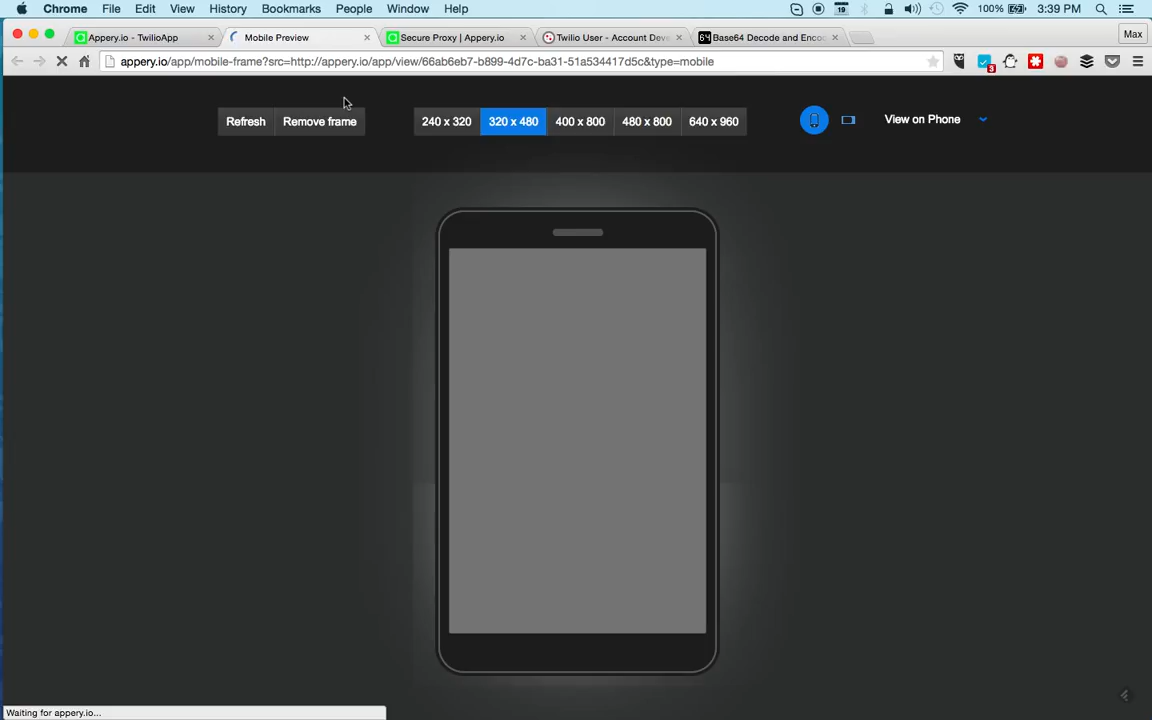 Chrome File Edit View History Bookmarks People Window Help 19 100% 3:39 PM
Appery.io - TwilioApp Mobile Preview Secure Proxy | Appery.io Twilio User - Account Deve 64 Base64 Decode and Enco Max
appery.io/app/mobile-frame?src=http://appery.io/app/view/66ab6eb7-b899-4d7c-ba31-51a534417d5c&type=mobile 3
Refresh Remove frame 240 x 320 320 x 480 400 x 800 480 x 800 640 x 960 View on Phone
Waiting for appery.io...